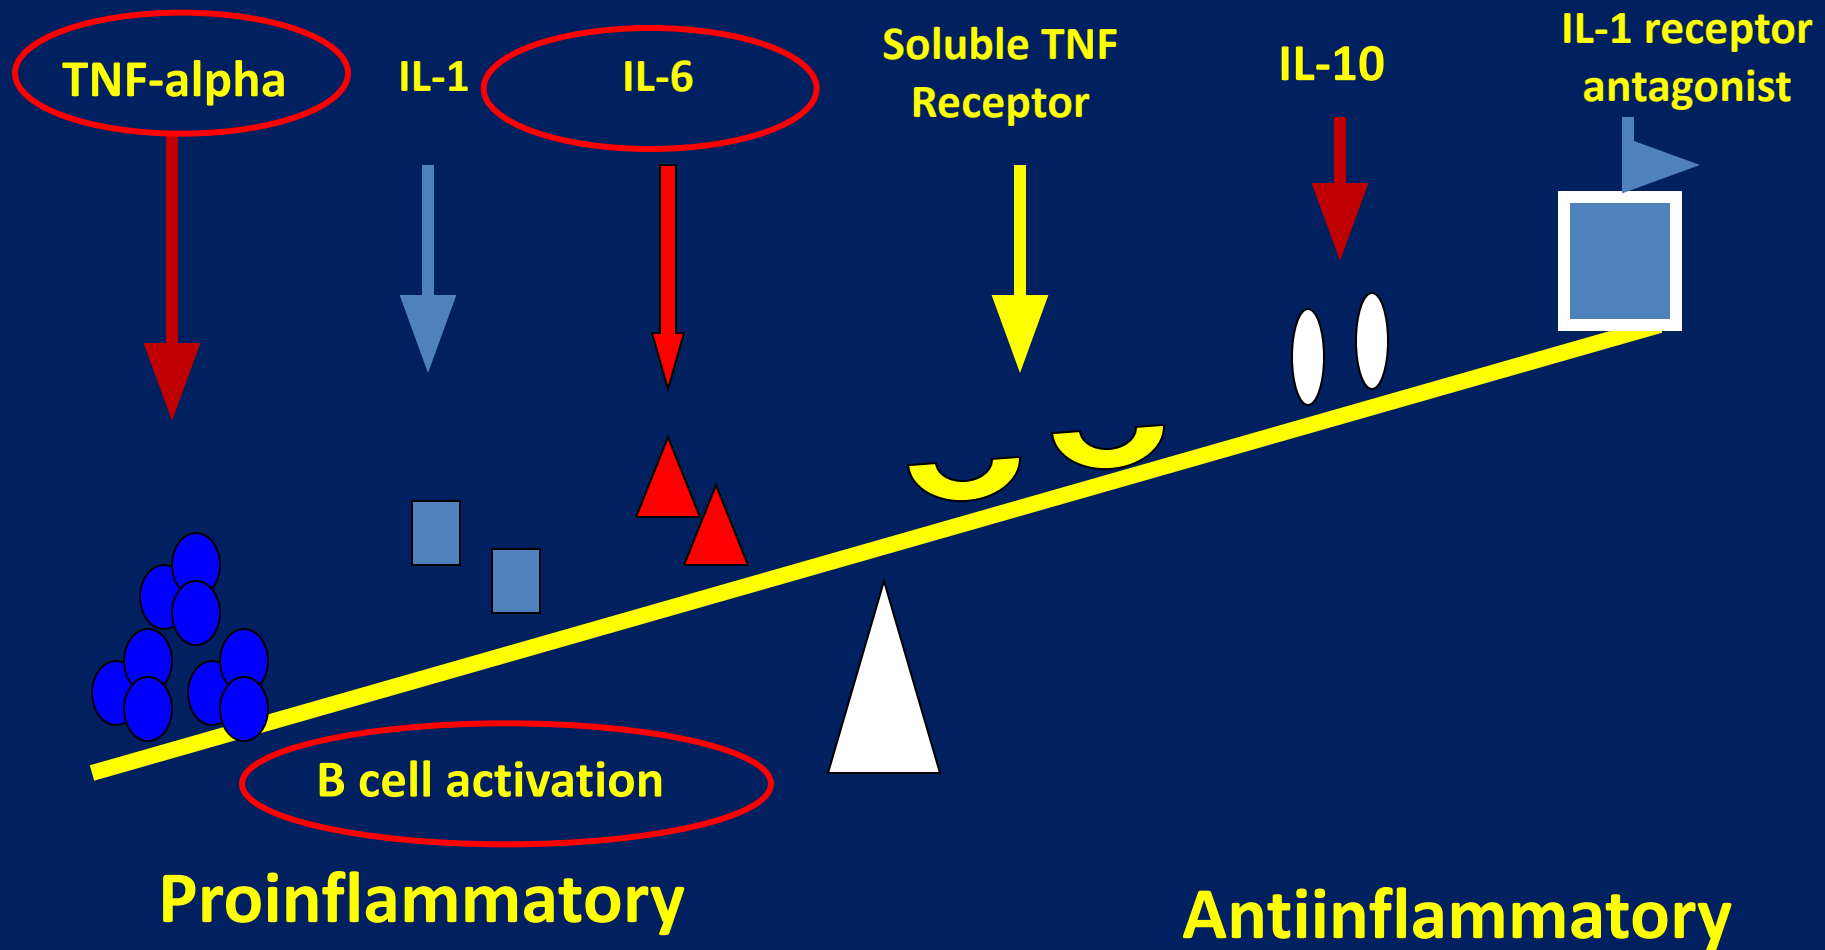 TNF-alpha
IL-1
IL-6
Soluble TNF
Receptor
IL-10
IL-1 receptor
antagonist
B cell activation
Proinflammatory
Antiinflammatory